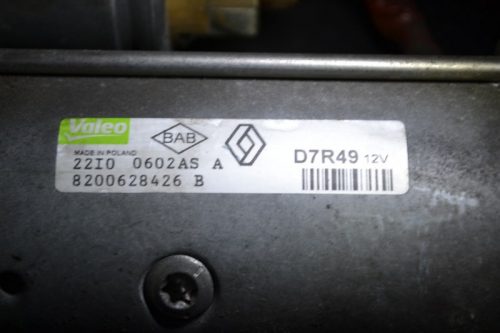 Valeo
BAB
MADE IN POLAND
D7R49 12V
22I0 0602AS A
8200628426 B